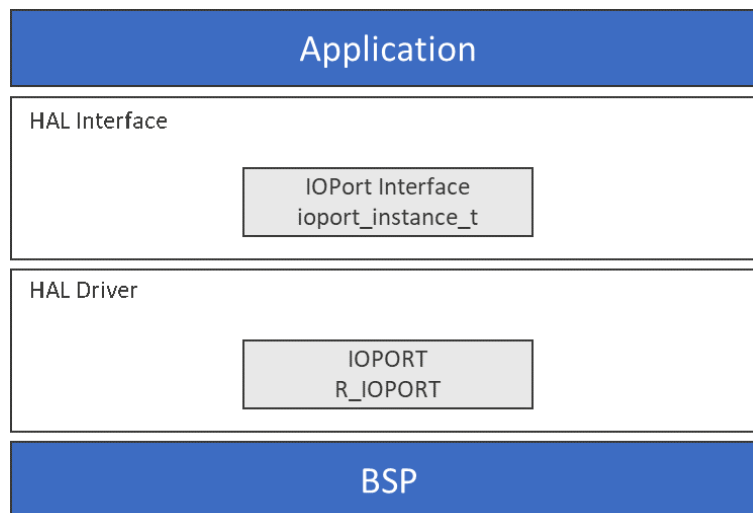 Application
HAL Interface
IOPort Interface
ioport_instance_t
HAL Driver
IOPORT
R_IOPORT
BSP